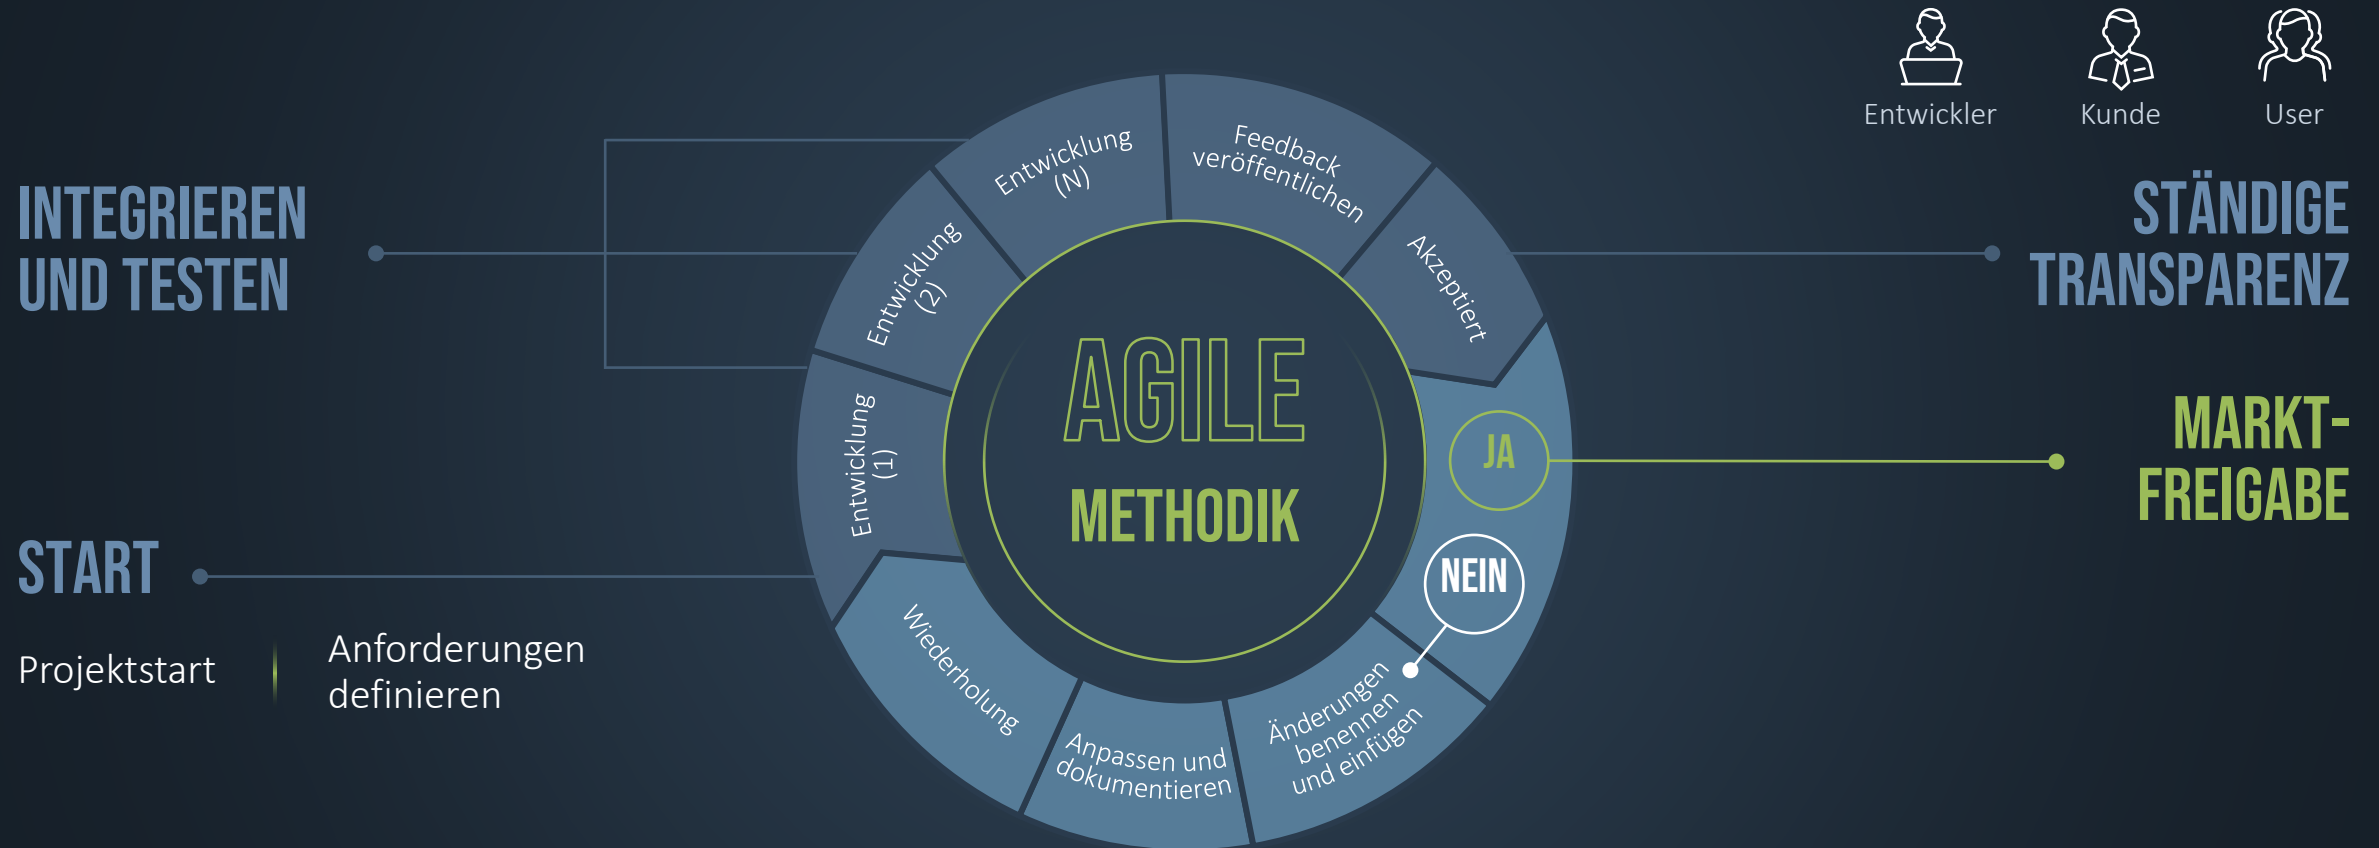 INTEGRIEREN
UND TESTEN
START
Projektstart
Anforderungen
definieren
Entwicklung
(1)
Entwicklung
(2)
Entwicklung
(N)
Feedback
veröffentlichen
Akzeptiert
JA
NEIN
Änderungen
benennen
und einfügen
Anpassen und
dokumentieren
Wiederholung
AGILE
METHODIK
Entwickler
Kunde
User
STÄNDIGE
TRANSPARENZ
MARKT-
FREIGABE